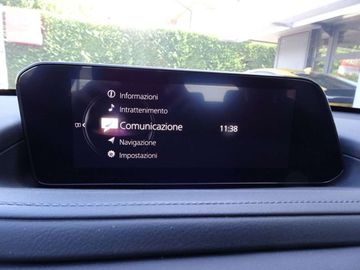 Informazioni
Intrattenimento
Comunicazione
11:38
Navigazione
Impostazioni